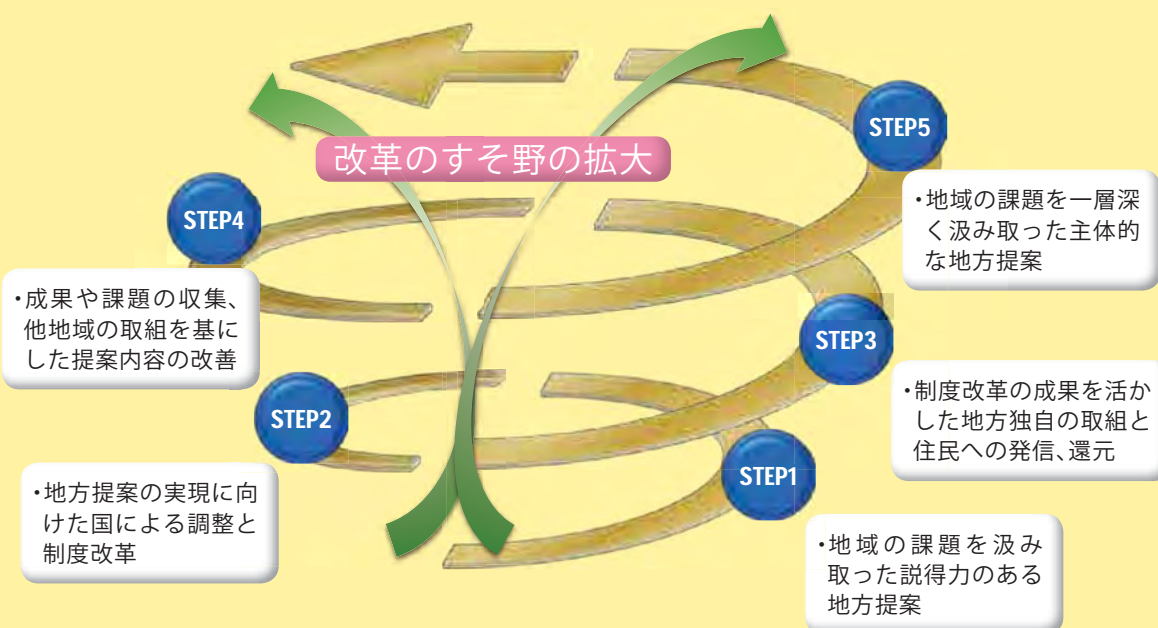 改革のすそ野の拡大
STEP5
・地域の課題を一層深
く汲み取った主体的
な地方提案
STEP4
・成果や課題の収集、
他地域の取組を基に
した提案内容の改善
STEP3
・制度改革の成果を活か
した地方独自の取組と
住民への発信、還元
STEP2
・地方提案の実現に向
けた国による調整と
制度改革
STEP1
・地域の課題を汲み
取った説得力のある
地方提案